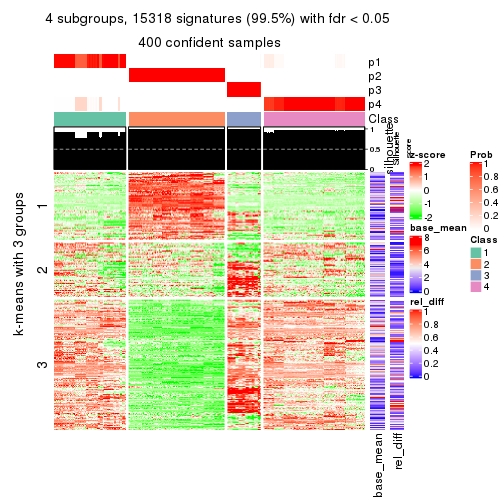 4 subgroups, 15318 signatures (99.5%) with fdr < 0.05
400 confident samples
p1
p2
p3
p4
Class
1
0.5
0
silhouette
Silhouette
score
k-means with 3 groups
1
2
3
base_mean
rel_diff
z-score
2
1
0
-1
-2
base_mean
8
6
4
2
0
rel_diff
1
0.8
0.6
0.4
0.2
0
Prob
1
0.8
0.6
0.4
0.2
0
Class
1
2
3
4